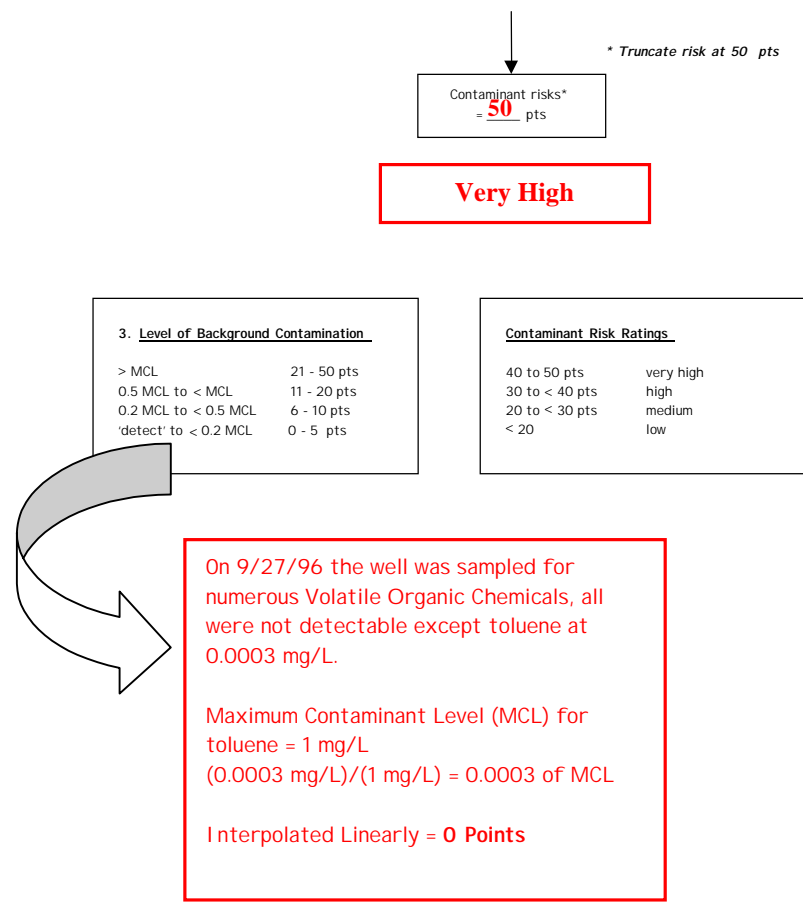 * Truncate risk at 50 pts
Contaminant risks*
= 50 pts
Very High
3. Level of Background Contamination
> MCL 21 - 50 pts
0.5 MCL to < MCL 11 - 20 pts
0.2 MCL to < 0.5 MCL 6 - 10 pts
'detect' to < 0.2 MCL 0 - 5 pts
Contaminant Risk Ratings
40 to 50 pts very high
30 to < 40 pts high
20 to < 30 pts medium
< 20 low
On 9/27/96 the well was sampled for
numerous Volatile Organic Chemicals, all
were not detectable except toluene at
0.0003 mg/L.
Maximum Contaminant Level (MCL) for
toluene = 1 mg/L
(0.0003 mg/L)/(1 mg/L) = 0.0003 of MCL
Interpolated Linearly = 0 Points